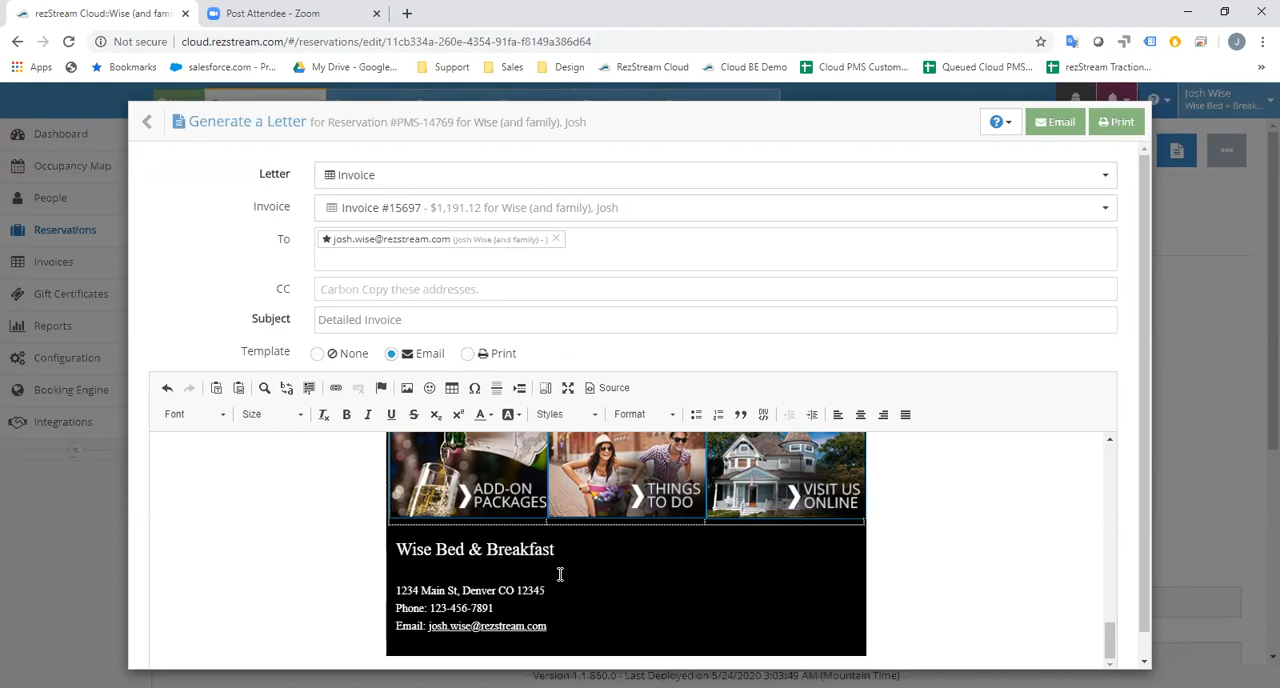 rezStream Cloud::Wise (and fami
Post Attendee - Zoom
Not secure | cloud.rezstream.com/#/reservations/edit/11cb334a-260e-4354-91fa-f8149a386d64
Apps Bookmarks salesforce.com - Pr... My Drive - Google... Support Sales Design RezStream Cloud Cloud BE Demo Cloud PMS Custom... Queued Cloud PMS... rezStream Traction... »
Josh Wise
Wise Bed + Break...
Generate a Letter for Reservation #PMS-14769 for Wise (and family), Josh
Email
Print
Dashboard
Occupancy Map
People
Reservations
Invoices
Gift Certificates
Reports
Configuration
Booking Engine
Integrations
Letter Invoice
Invoice Invoice #15697 - $1,191.12 for Wise (and family), Josh
To josh.wise@rezstream.com (Josh Wise (and family) - )
CC Carbon Copy these addresses.
Subject Detailed Invoice
Template None Email Print
Source
Font Size Styles Format
ADD-ON
PACKAGES
THINGS
TO DO
VISIT US
ONLINE
Wise Bed & Breakfast
1234 Main St, Denver CO 12345
Phone: 123-456-7891
Email: josh.wise@rezstream.com
Version 1.1.860.0 - Last Deployed on 5/24/2020 3:03:49 AM (Mountain Time)